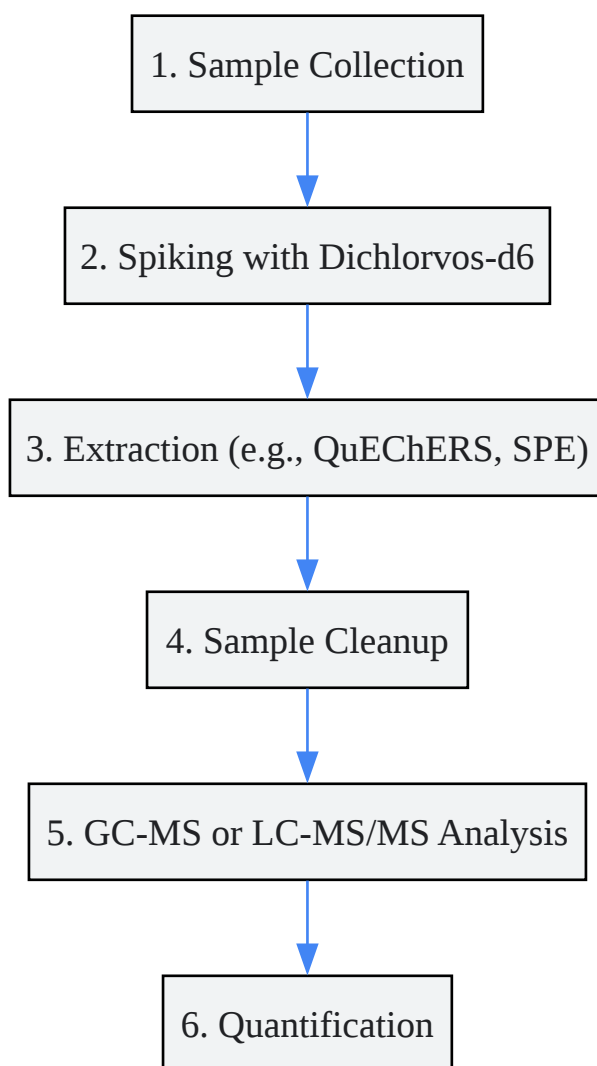 1. Sample Collection
2. Spiking with Dichlorvos-d6
3. Extraction (e.g., QuEChERS, SPE)
4. Sample Cleanup
5. GC-MS or LC-MS/MS Analysis
6. Quantification